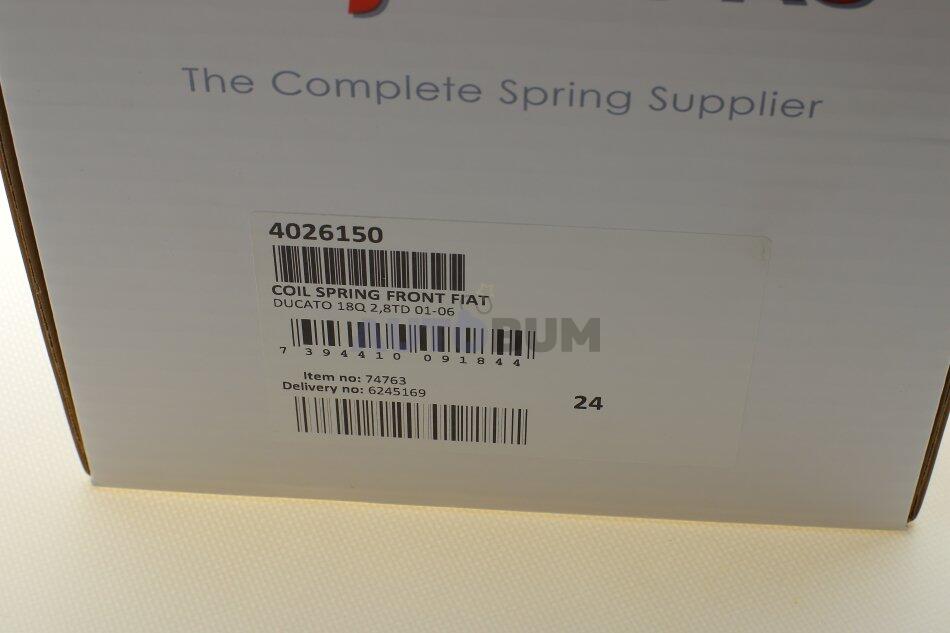 The Complete Spring Supplier
4026150
COIL SPRING FRONT FIAT
DUCATO 18Q 2,8TD 01-06
AUTOBUM
7 394410 091844
Item no: 74763
Delivery no: 6245169
24